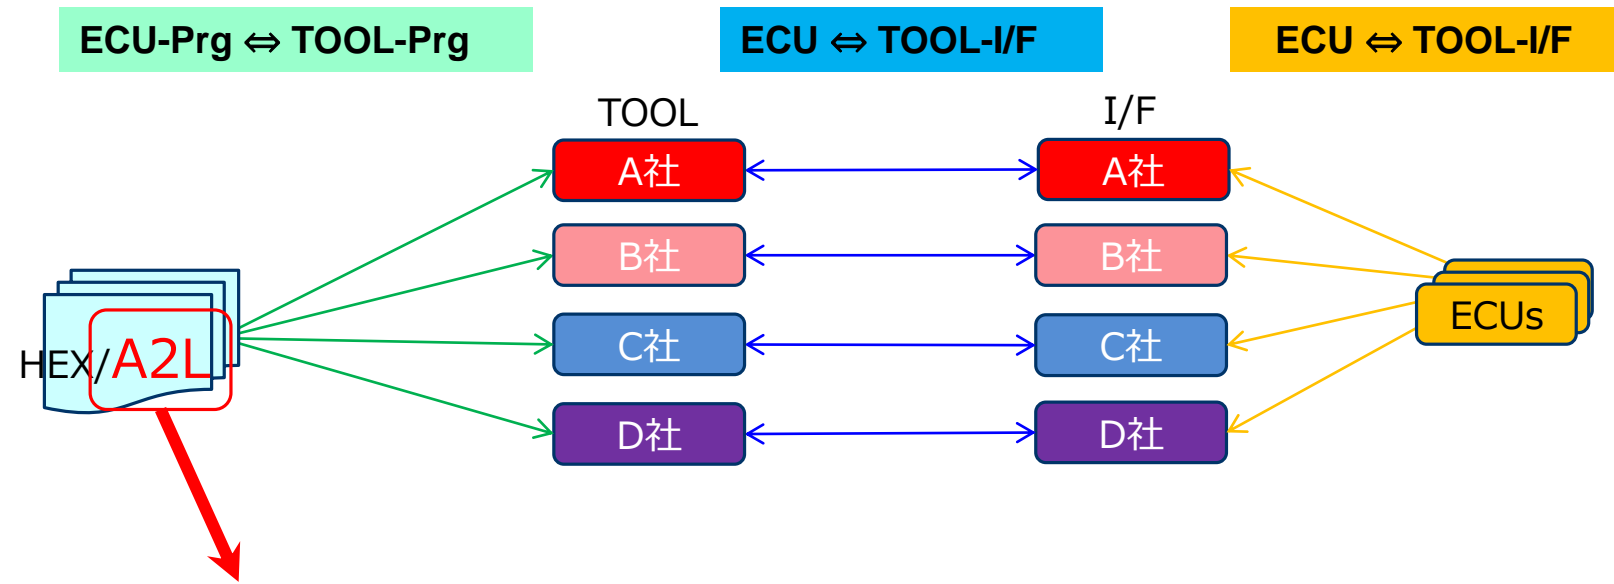 ECU-Prg ⇔ TOOL-Prg
ECU ⇔ TOOL-I/F
ECU ⇔ TOOL-I/F
TOOL
I/F
A社
A社
B社
B社
C社
C社
D社
D社
HEX/A2L
ECUs